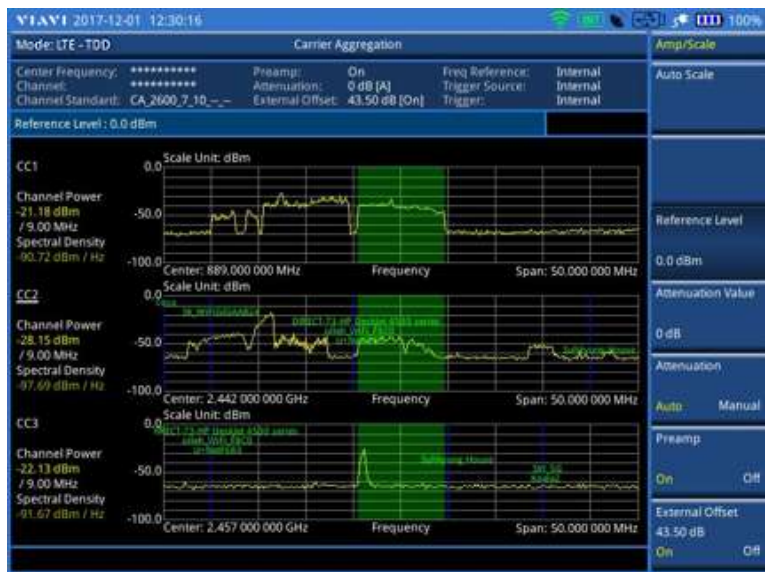 VIAVI 2017-12-01 12:30:16
100%
Mode: LTE - TDD
Carrier Aggregation
Amp/Scale
Center Frequency: **********
Preamp: On
Freq Reference: Internal
Channel: **********
Attenuation: 0 dB [A]
Trigger Source: Internal
Channel Standard: CA_2600_7_10_-_-
External Offset: 43.50 dB [On]
Trigger: Internal
Auto Scale
Reference Level : 0.0 dBm
CC1
0.0
Scale Unit: dBm
Channel Power
-21.18 dBm
/ 9.00 MHz
Spectral Density
-90.72 dBm / Hz
-50.0
-100.0
Center: 889.000 000 MHz
Frequency
Span: 50.000 000 MHz
Reference Level
0.0 dBm
CC2
0.0
Scale Unit: dBm
Channel Power
-28.15 dBm
/ 9.00 MHz
Spectral Density
-97.69 dBm / Hz
-50.0
-100.0
DIRECT-73-HP DeskJet 4500 series
Center: 2.442 000 000 GHz
Frequency
Span: 50.000 000 MHz
Attenuation Value
0 dB
Attenuation
Auto
Manual
CC3
0.0
Scale Unit: dBm
Channel Power
-22.13 dBm
/ 9.00 MHz
Spectral Density
-91.67 dBm / Hz
-50.0
-100.0
Center: 2.457 000 000 GHz
Frequency
Span: 50.000 000 MHz
Preamp
On
Off
External Offset
43.50 dB
On
Off